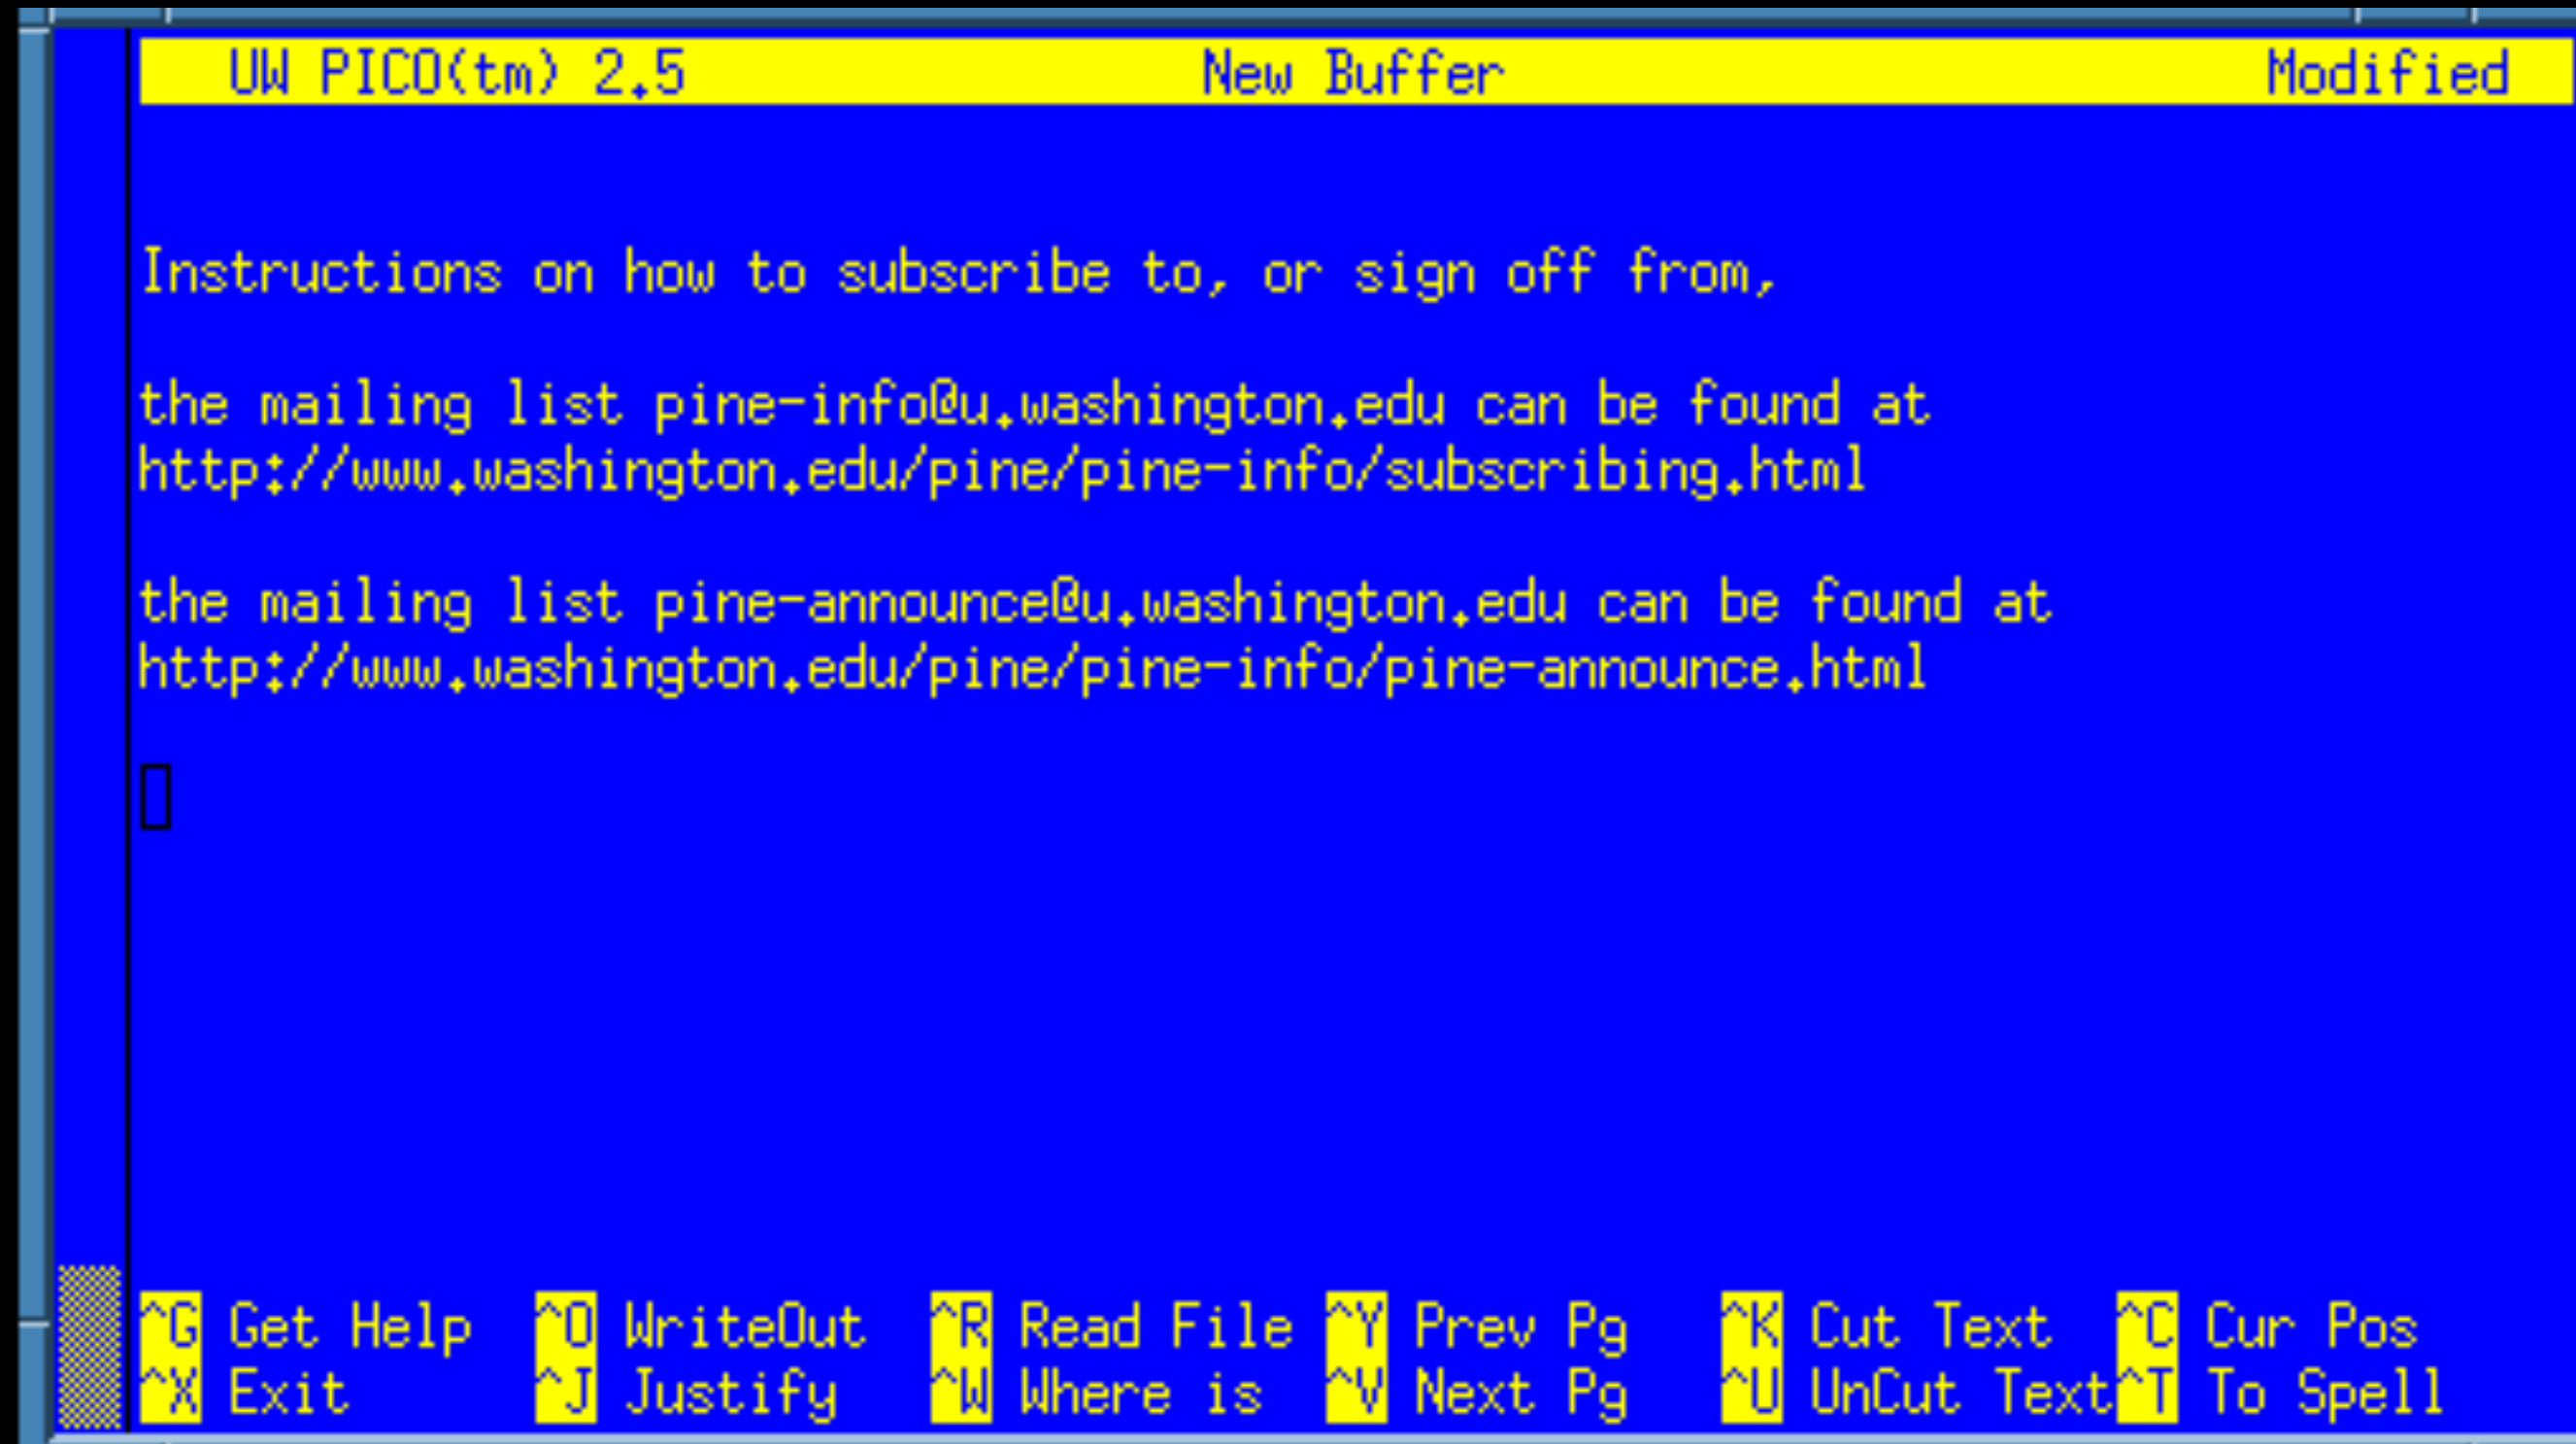 UW PICO(tm) 2.5 New Buffer Modified
Instructions on how to subscribe to, or sign off from,
the mailing list pine-info@u.washington.edu can be found at
http://www.washington.edu/pine/pine-info/subscribing.html
the mailing list pine-announce@u.washington.edu can be found at
http://www.washington.edu/pine/pine-info/pine-announce.html
^G Get Help ^O WriteOut ^R Read File ^Y Prev Pg ^K Cut Text ^C Cur Pos
^X Exit ^J Justify ^W Where is ^V Next Pg ^U UnCut Text ^T To Spell